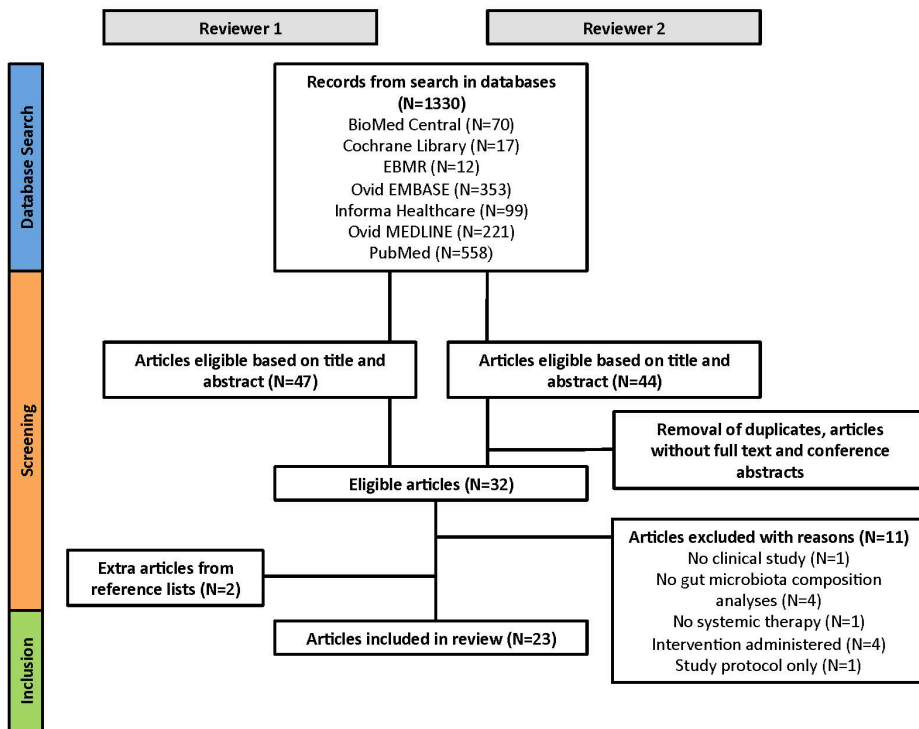 Reviewer 1
Reviewer 2
Database Search
Records from search in databases
(N=1330)
BioMed Central (N=70)
Cochrane Library (N=17)
EBMR (N=12)
Ovid EMBASE (N=353)
Informa Healthcare (N=99)
Ovid MEDLINE (N=221)
PubMed (N=558)
Screening
Articles eligible based on title and
abstract (N=47)
Articles eligible based on title and
abstract (N=44)
Removal of duplicates, articles
without full text and conference
abstracts
Eligible articles (N=32)
Articles excluded with reasons (N=11)
No clinical study (N=1)
No gut microbiota composition
analyses (N=4)
No systemic therapy (N=1)
Intervention administered (N=4)
Study protocol only (N=1)
Extra articles from
reference lists (N=2)
Inclusion
Articles included in review (N=23)